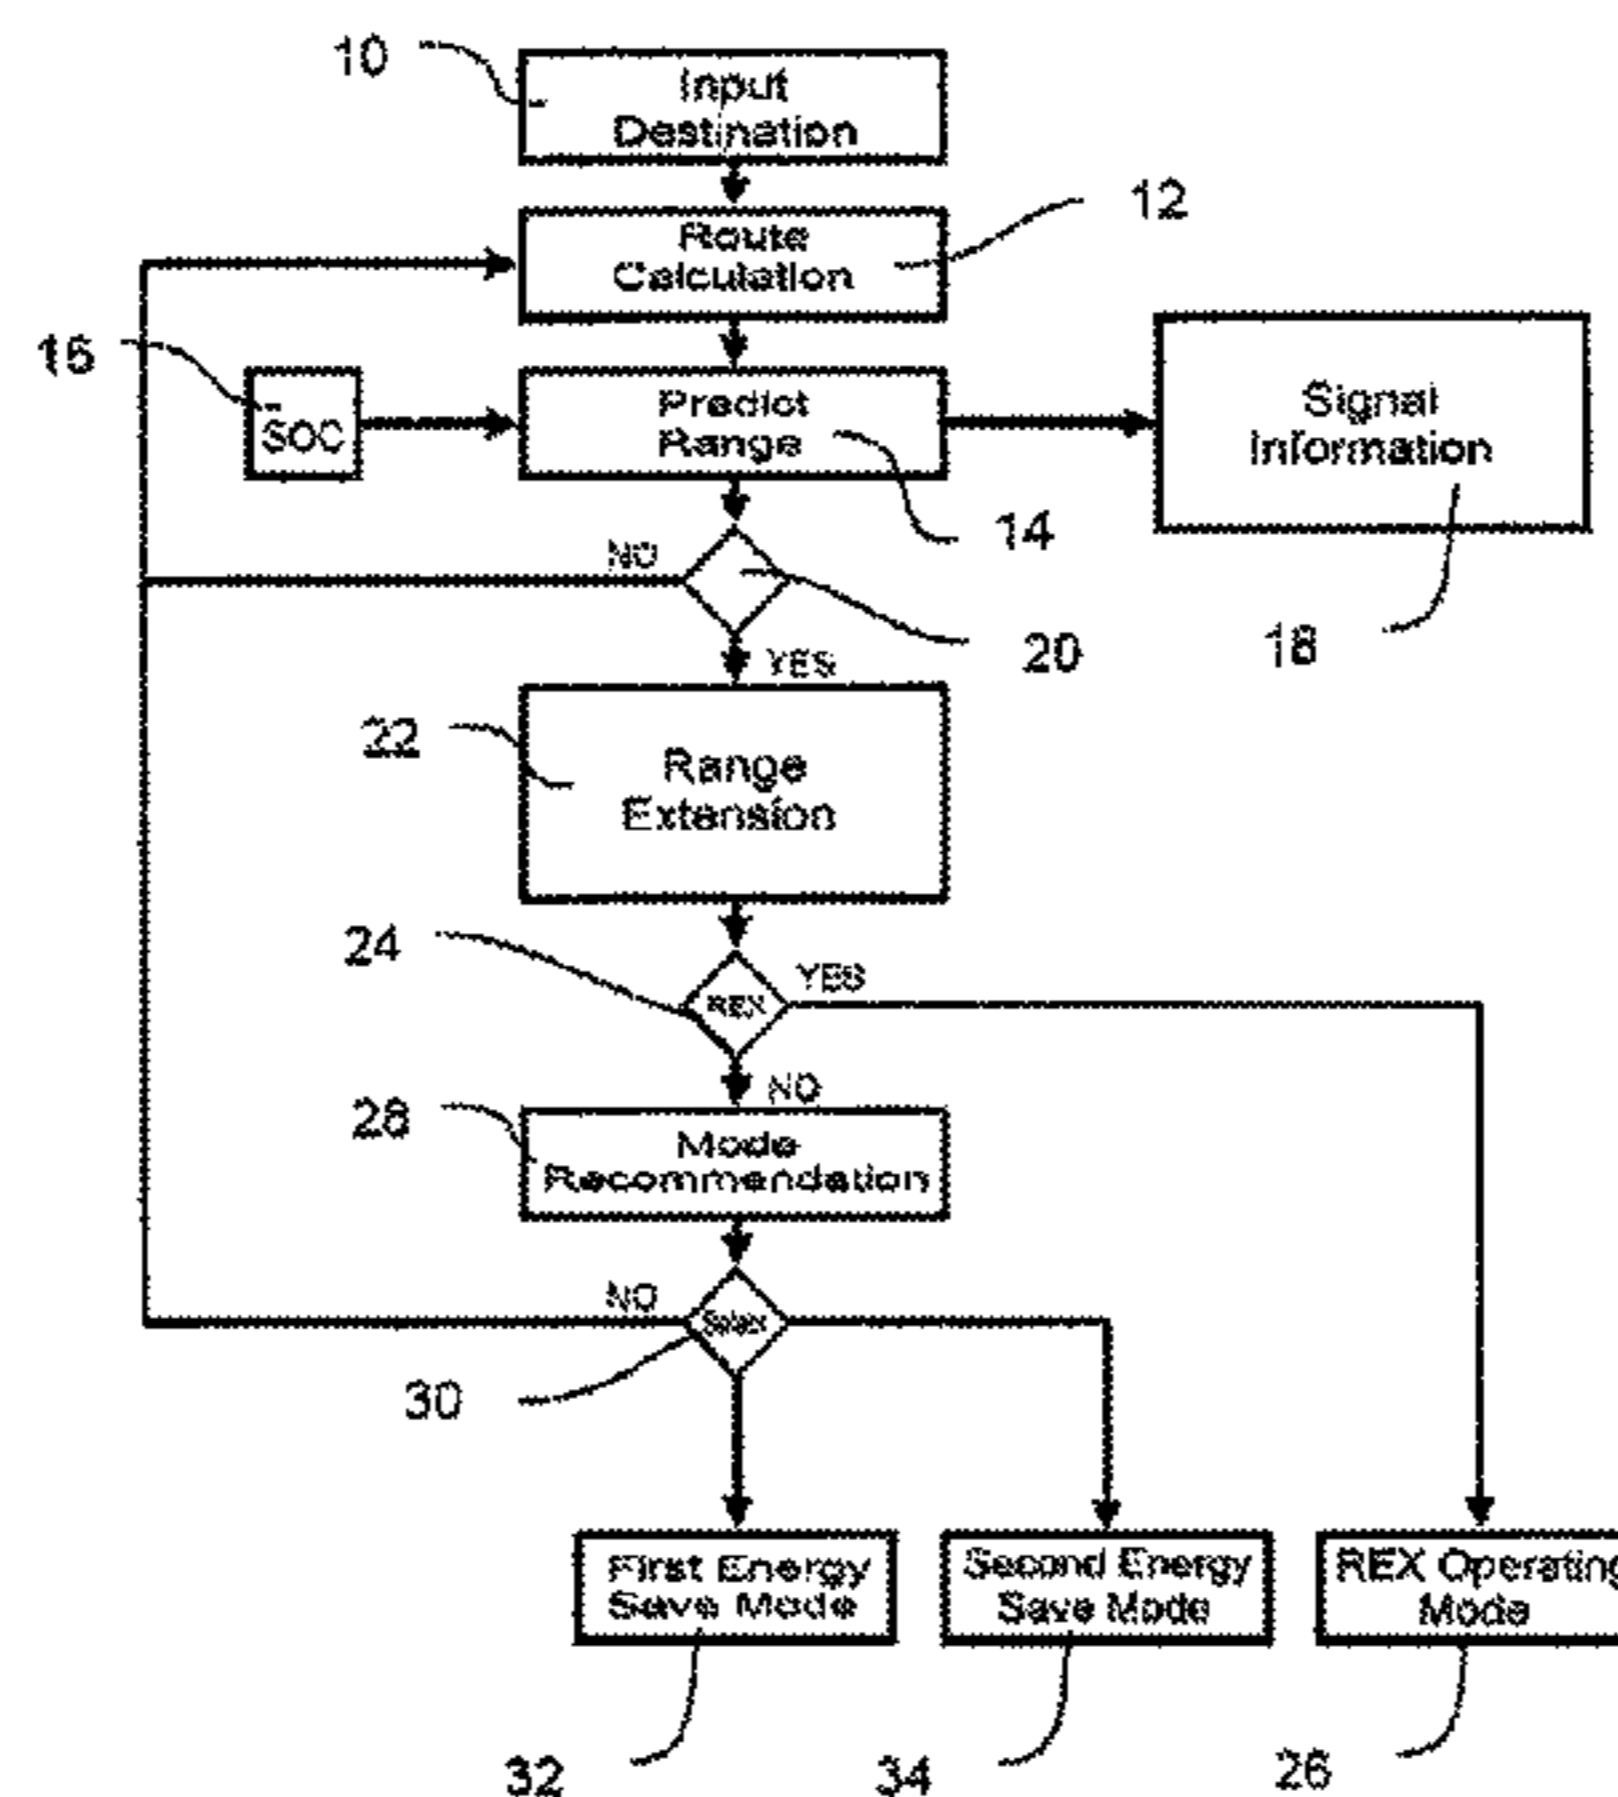 10
Input
Destination
12
Route
Calculation
16
SOC
Predict
Range
14
Signal
Information
18
NO
20
YES
22
Range
Extension
24
REX
YES
NO
28
Mode
Recommendation
NO
Select
30
First Energy
Save Mode
Second Energy
Save Mode
REX Operating
Mode
32
34
26